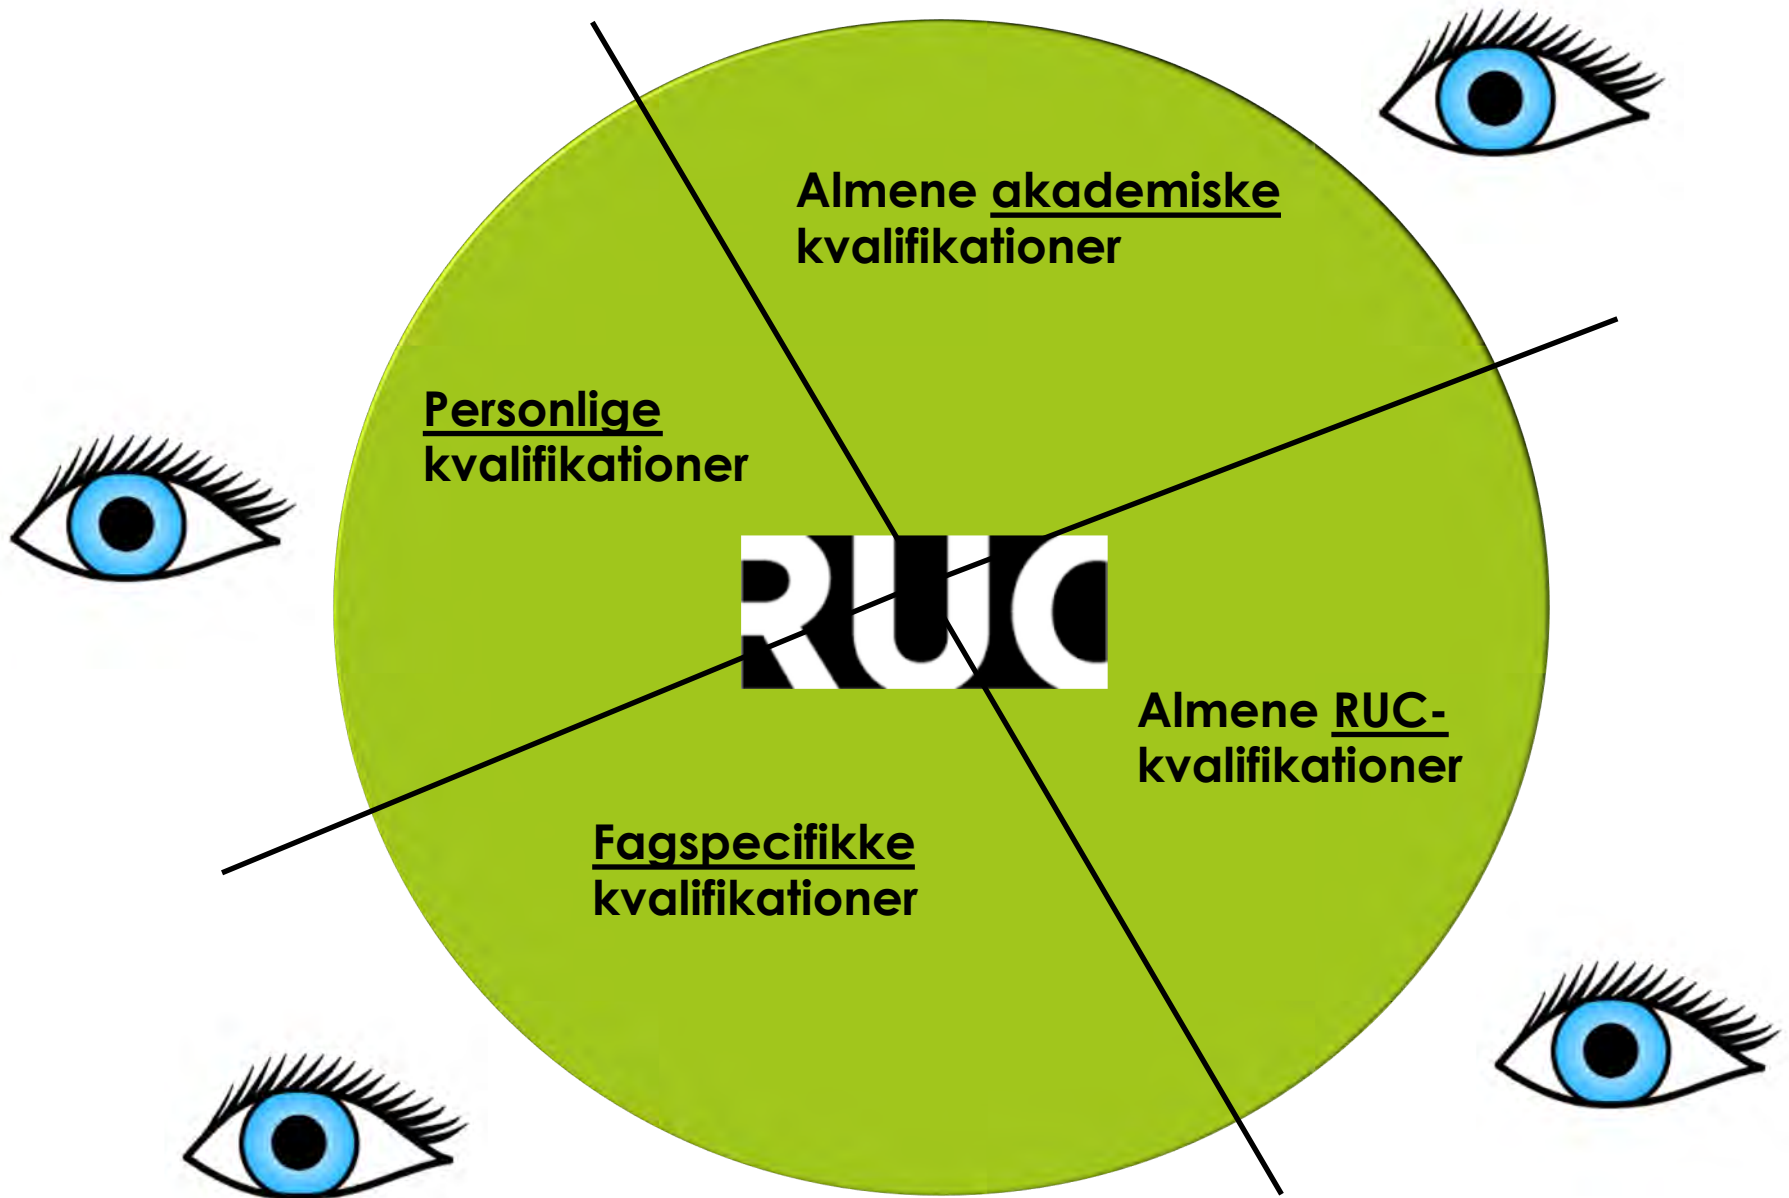 Almene akademiske
kvalifikationer
Personlige
kvalifikationer
RUC
Almene RUC-
kvalifikationer
Fagspecifikke
kvalifikationer